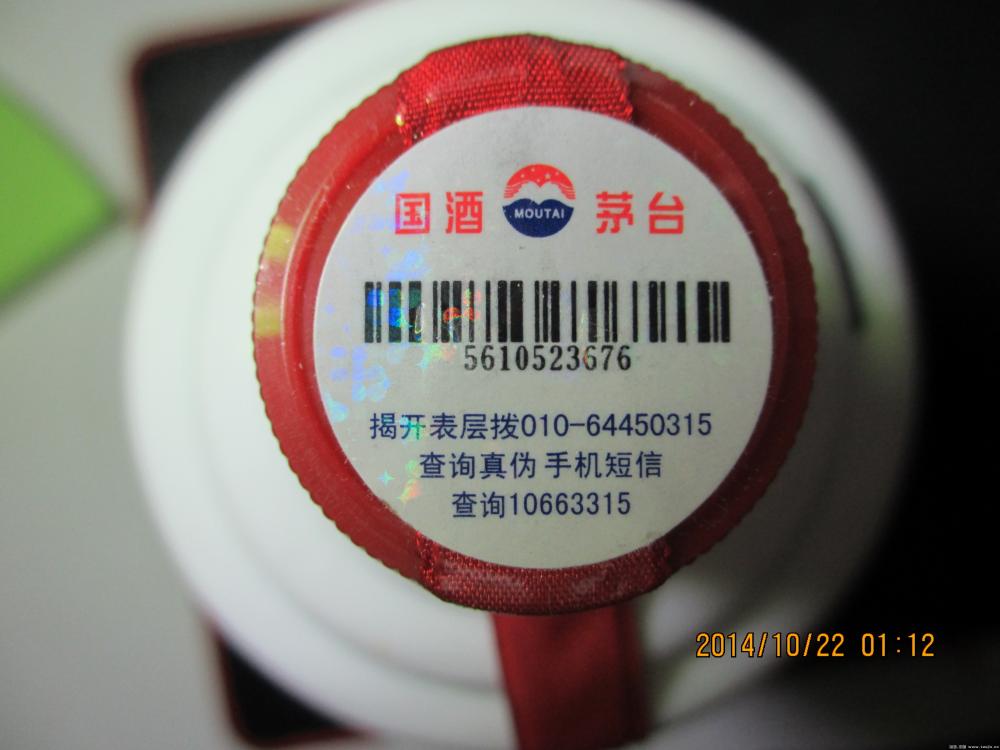 国酒 MOUTAI 茅台
5610523676
揭开表层拨010-64450315
查询真伪 手机短信
查询10663315
2014/10/22 01:12